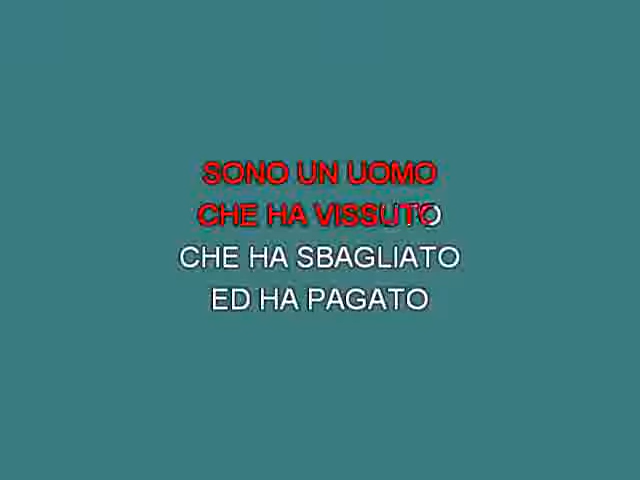 SONO UN UOMO
CHE HA VISSUTO
CHE HA SBAGLIATO
ED HA PAGATO